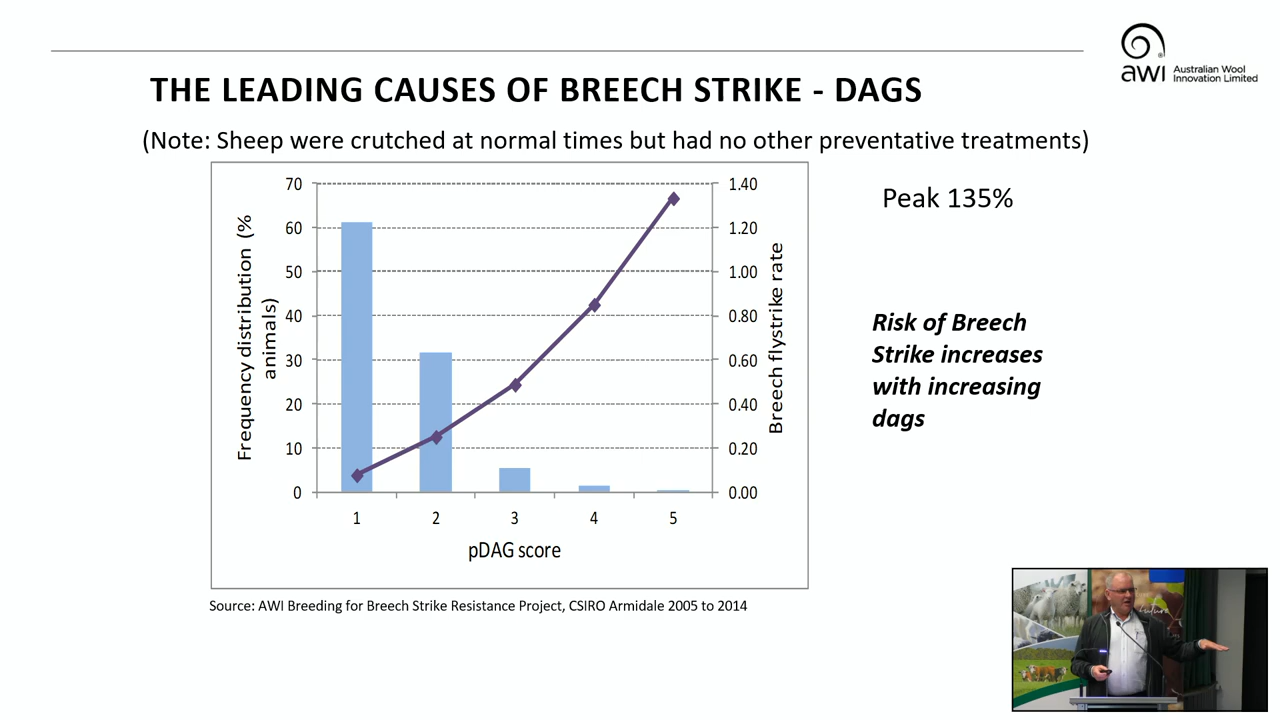 THE LEADING CAUSES OF BREECH STRIKE - DAGS
awi
Australian Wool
Innovation Limited
(Note: Sheep were crutched at normal times but had no other preventative treatments)
Frequency distribution (%
animals)
70
60
50
40
30
20
10
0
1.40
1.20
1.00
0.80
0.60
0.40
0.20
0.00
Breech flystrike rate
1 2 3 4 5
pDAG score
Peak 135%
Risk of Breech
Strike increases
with increasing
dags
Source: AWI Breeding for Breech Strike Resistance Project, CSIRO Armidale 2005 to 2014